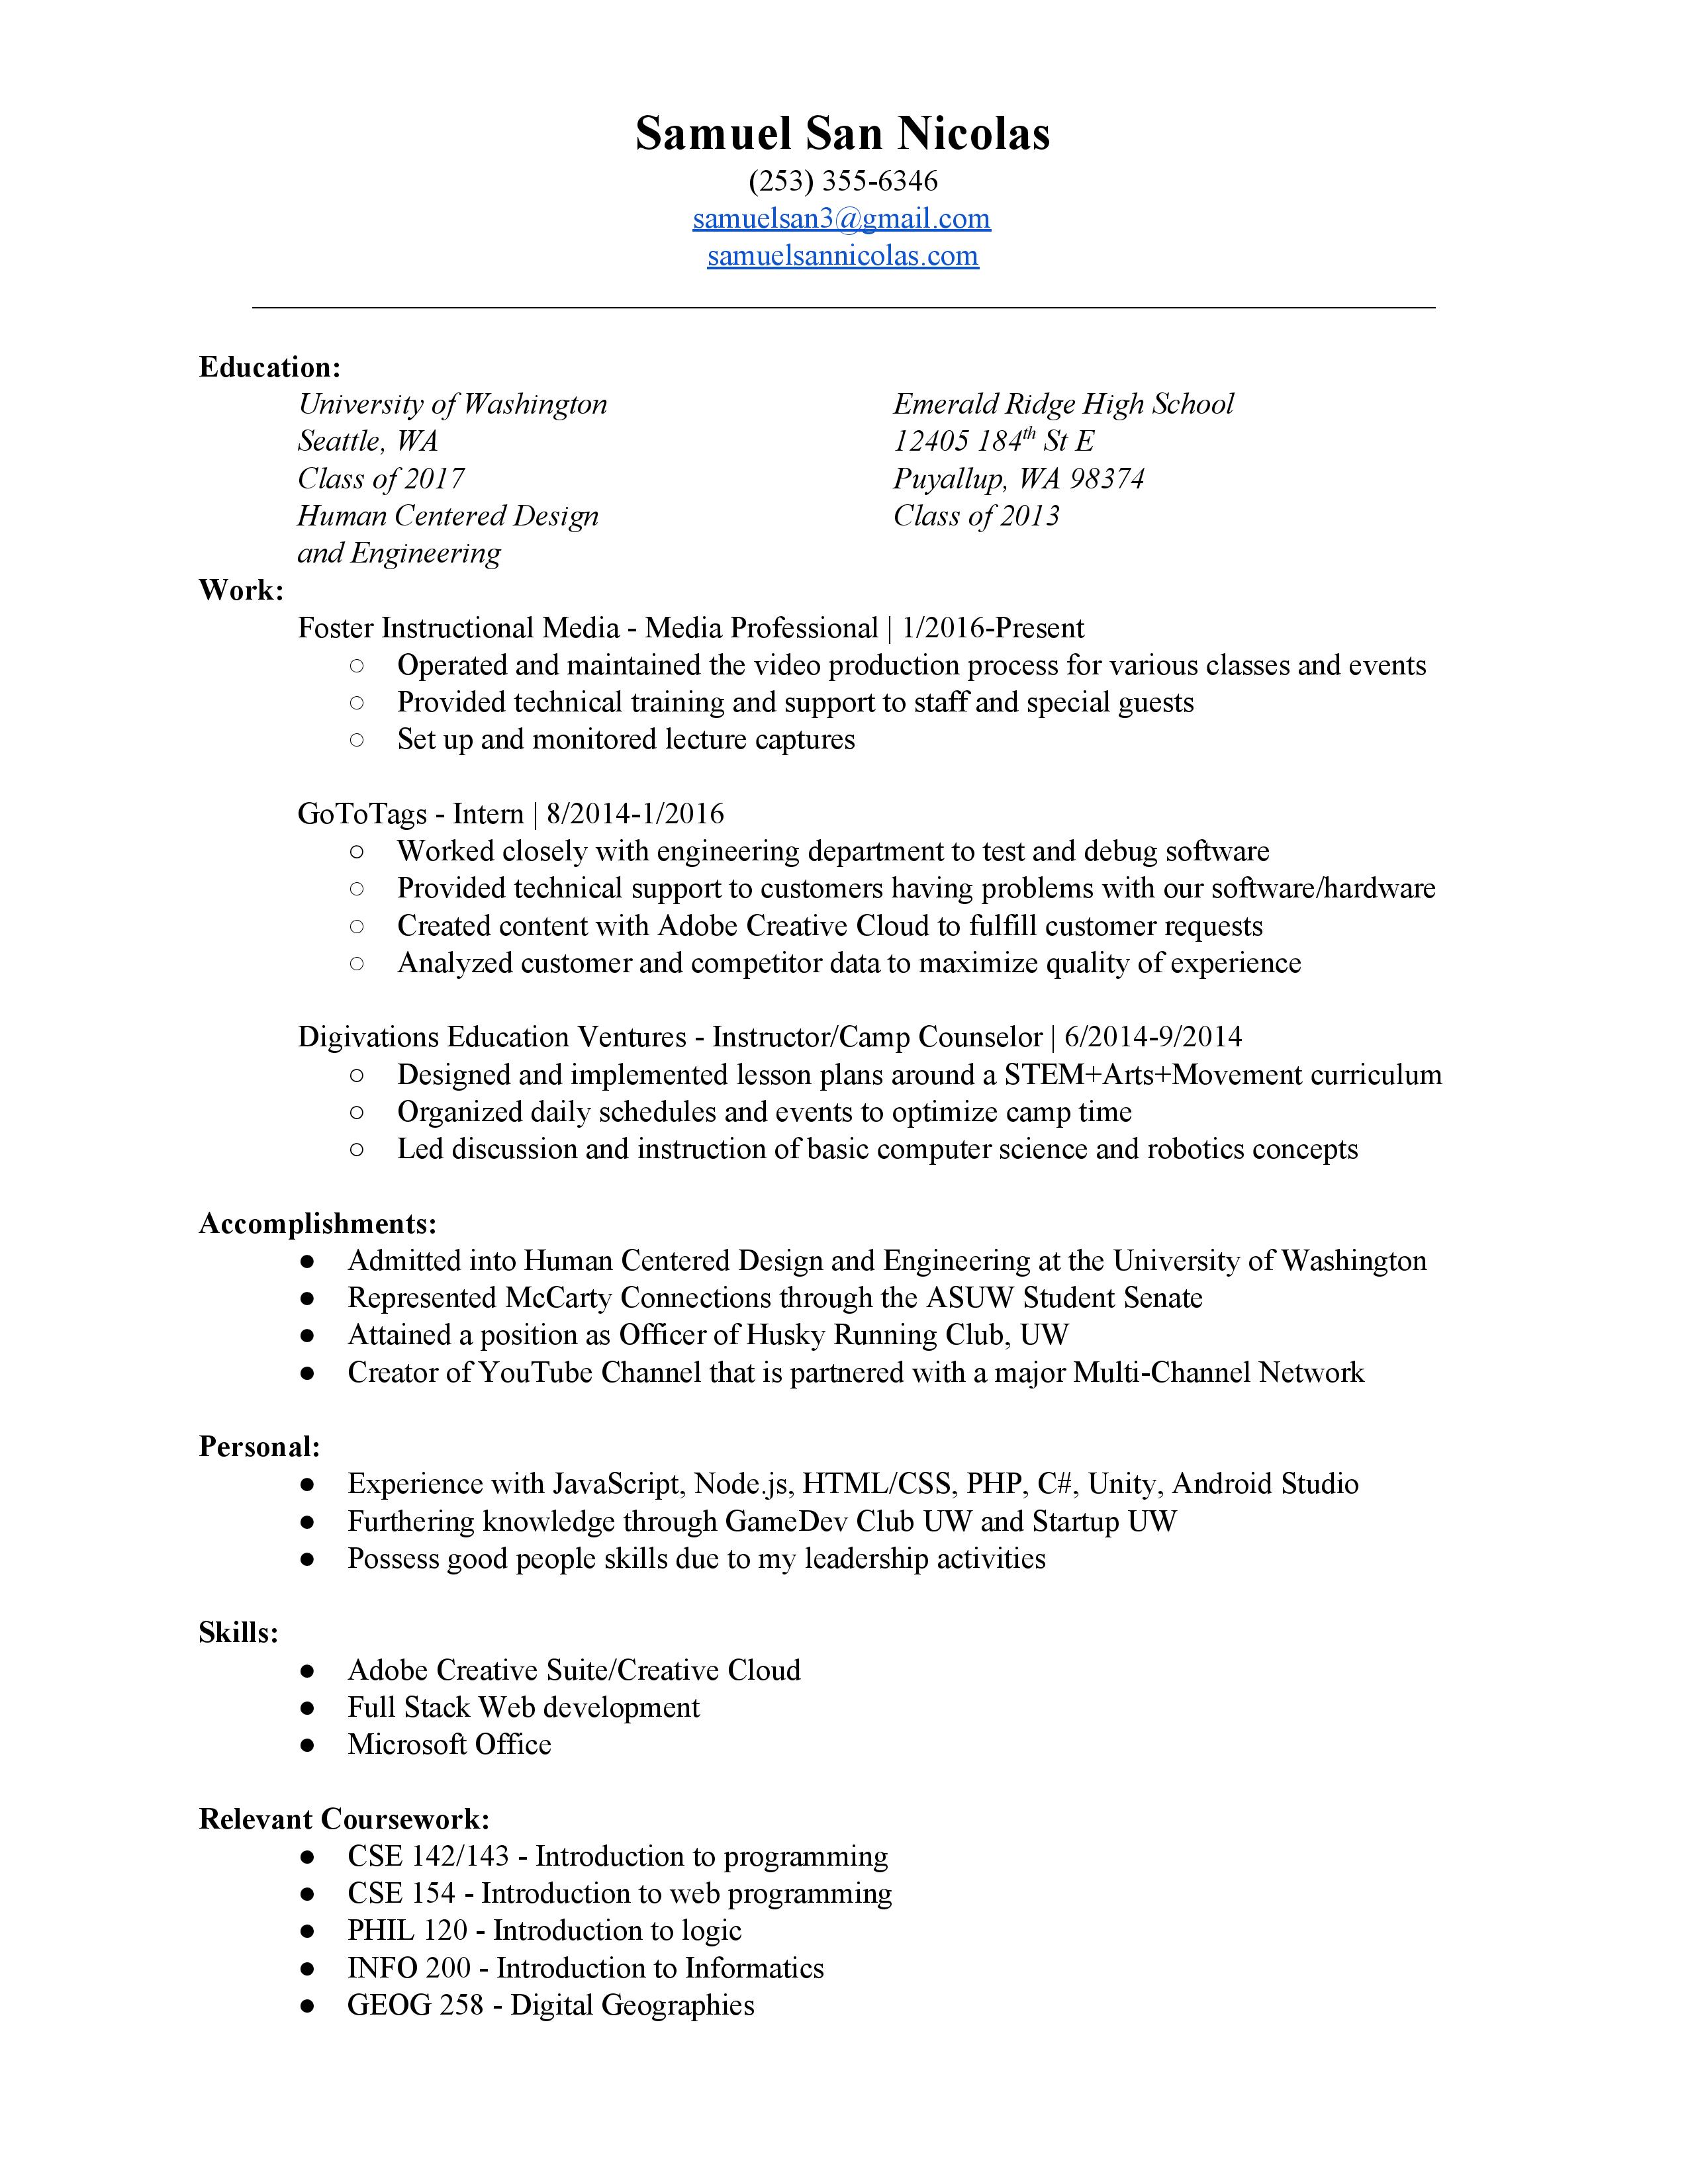 Samuel San Nicolas
(253) 355-6346
samuelsan3@gmail.com
samuelsannicolas.com
Education:
University of Washington
Seattle, WA
Class of 2017
Human Centered Design
and Engineering
Emerald Ridge High School
12405 184th St E
Puyallup, WA 98374
Class of 2013
Work:
Foster Instructional Media - Media Professional | 1/2016-Present
○ Operated and maintained the video production process for various classes and events
○ Provided technical training and support to staff and special guests
○ Set up and monitored lecture captures
GoToTags - Intern | 8/2014-1/2016
○ Worked closely with engineering department to test and debug software
○ Provided technical support to customers having problems with our software/hardware
○ Created content with Adobe Creative Cloud to fulfill customer requests
○ Analyzed customer and competitor data to maximize quality of experience
Digivations Education Ventures - Instructor/Camp Counselor | 6/2014-9/2014
○ Designed and implemented lesson plans around a STEM+Arts+Movement curriculum
○ Organized daily schedules and events to optimize camp time
○ Led discussion and instruction of basic computer science and robotics concepts
Accomplishments:
● Admitted into Human Centered Design and Engineering at the University of Washington
● Represented McCarty Connections through the ASUW Student Senate
● Attained a position as Officer of Husky Running Club, UW
● Creator of YouTube Channel that is partnered with a major Multi-Channel Network
Personal:
● Experience with JavaScript, Node.js, HTML/CSS, PHP, C#, Unity, Android Studio
● Furthering knowledge through GameDev Club UW and Startup UW
● Possess good people skills due to my leadership activities
Skills:
● Adobe Creative Suite/Creative Cloud
● Full Stack Web development
● Microsoft Office
Relevant Coursework:
● CSE 142/143 - Introduction to programming
● CSE 154 - Introduction to web programming
● PHIL 120 - Introduction to logic
● INFO 200 - Introduction to Informatics
● GEOG 258 - Digital Geographies